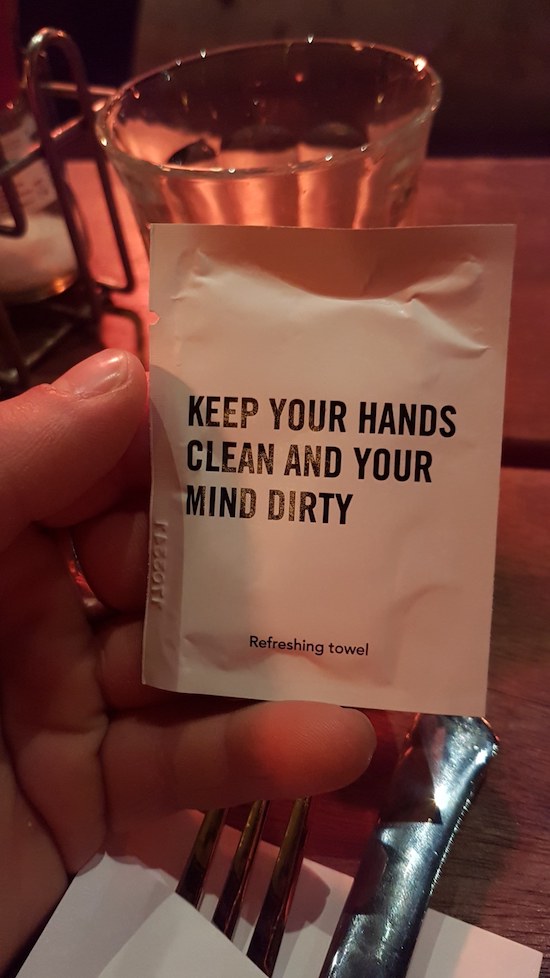 KEEP YOUR HANDS
CLEAN AND YOUR
MIND DIRTY
Refreshing towel